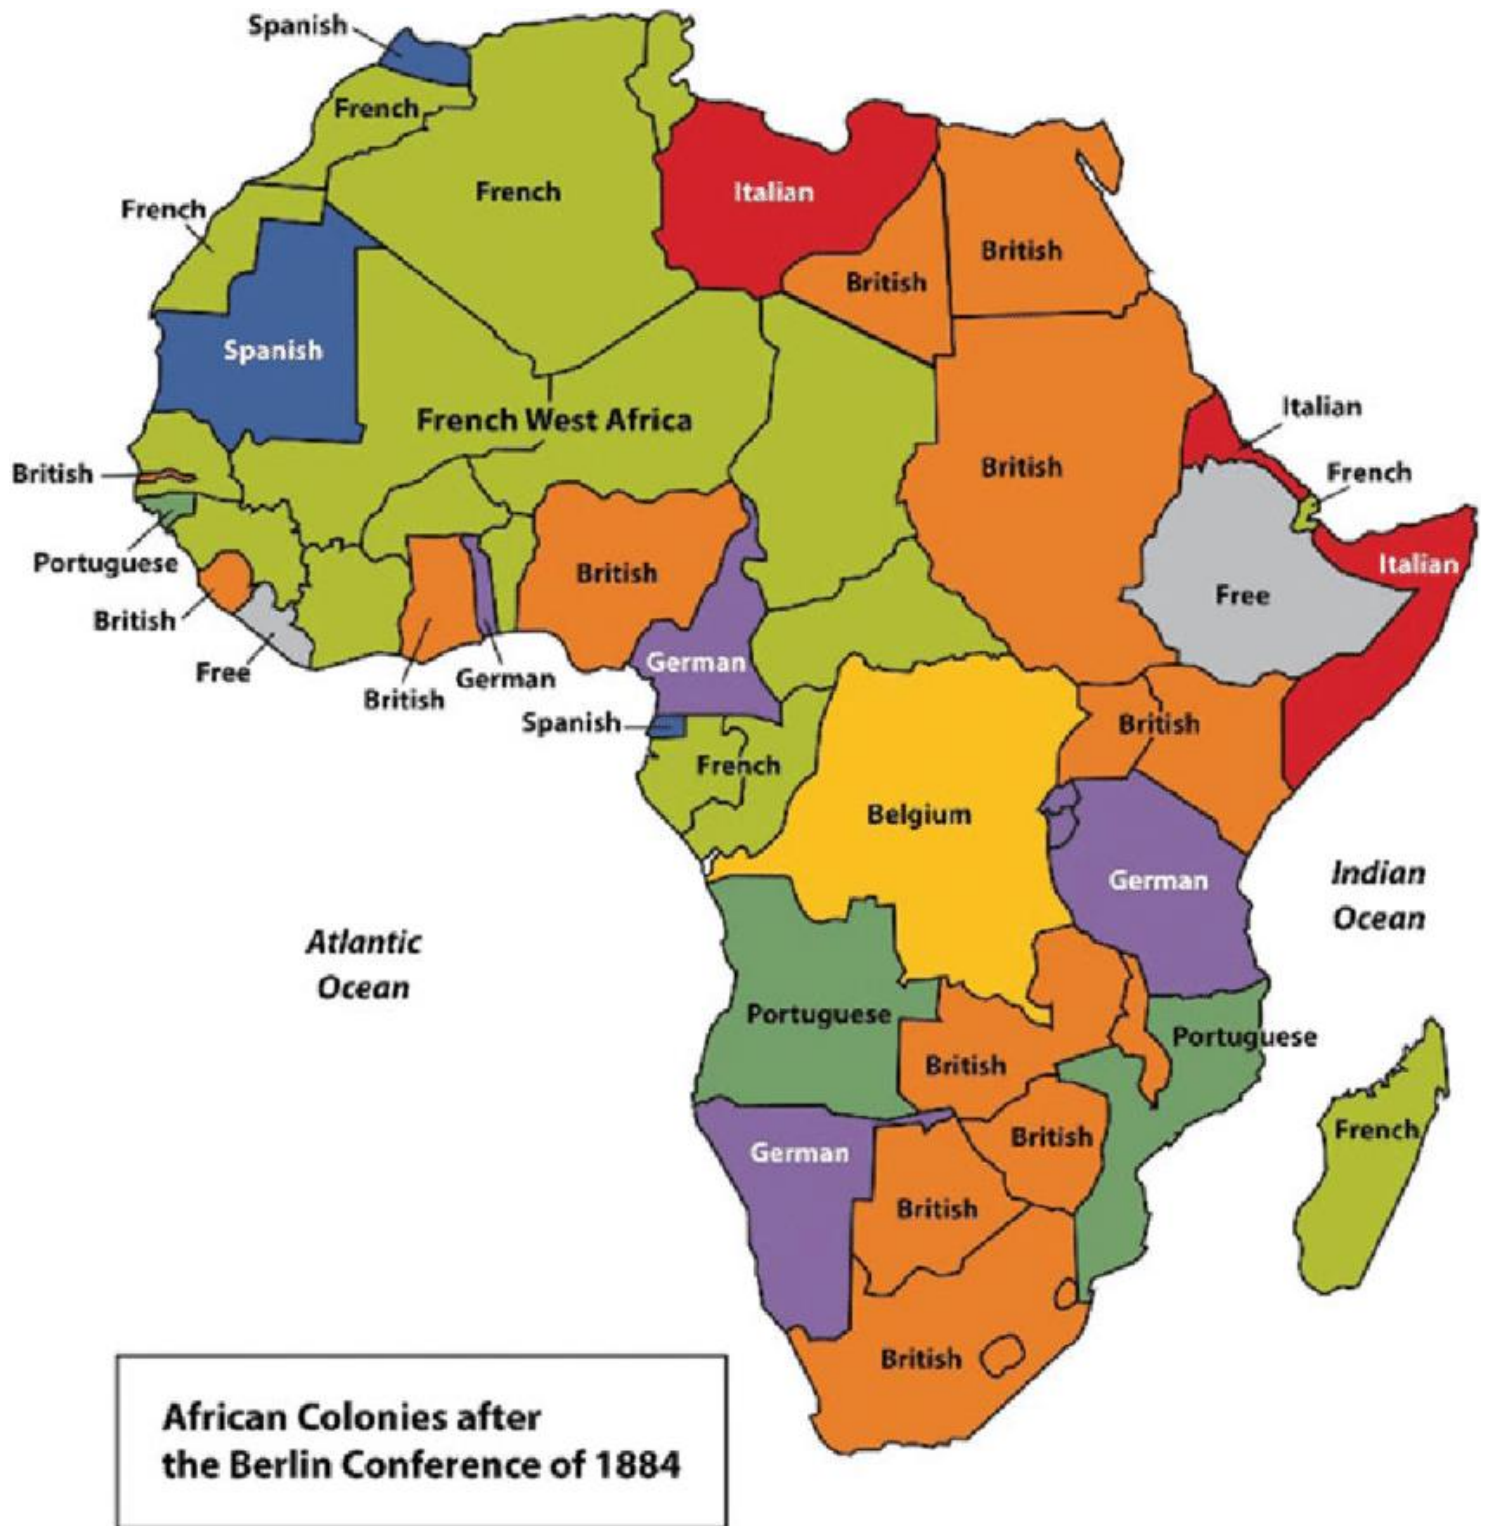 Spanish
French
French
Italian
French
British
British
Spanish
French West Africa
Italian
British
British
French
Portuguese
British
Italian
Free
British
Free
German
German
British
Spanish
British
French
Belgium
Indian
Ocean
German
Atlantic
Ocean
Portuguese
Portuguese
British
French
British
German
British
British
African Colonies after
the Berlin Conference of 1884